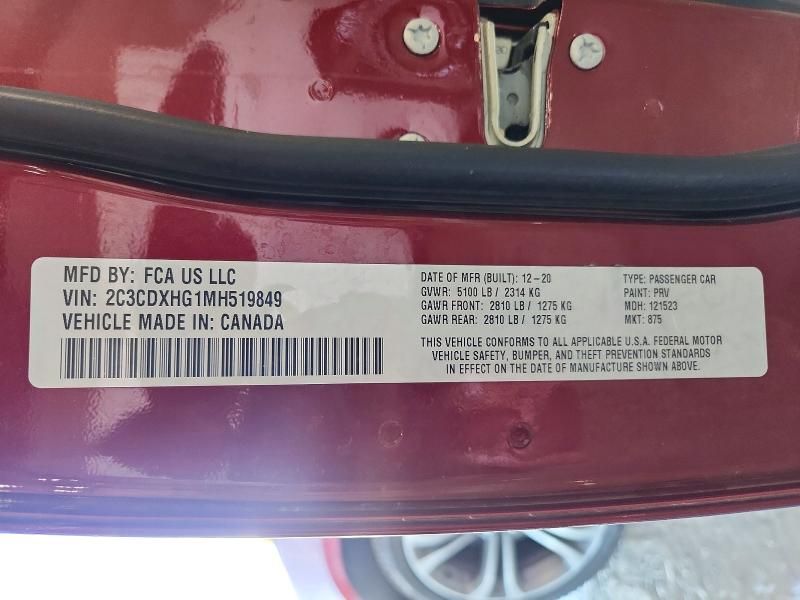 MFD BY: FCA US LLC
VIN: 2C3CDXHG1MH519849
VEHICLE MADE IN: CANADA
DATE OF MFR (BUILT): 12-20
GVWR: 5100 LB / 2314 KG
GAWR FRONT: 2810 LB / 1275 KG
GAWR REAR: 2810 LB / 1275 KG
TYPE: PASSENGER CAR
PAINT: PRV
MDH: 121523
MKT: 875
THIS VEHICLE CONFORMS TO ALL APPLICABLE U.S.A. FEDERAL MOTOR
VEHICLE SAFETY, BUMPER, AND THEFT PREVENTION STANDARDS
IN EFFECT ON THE DATE OF MANUFACTURE SHOWN ABOVE.